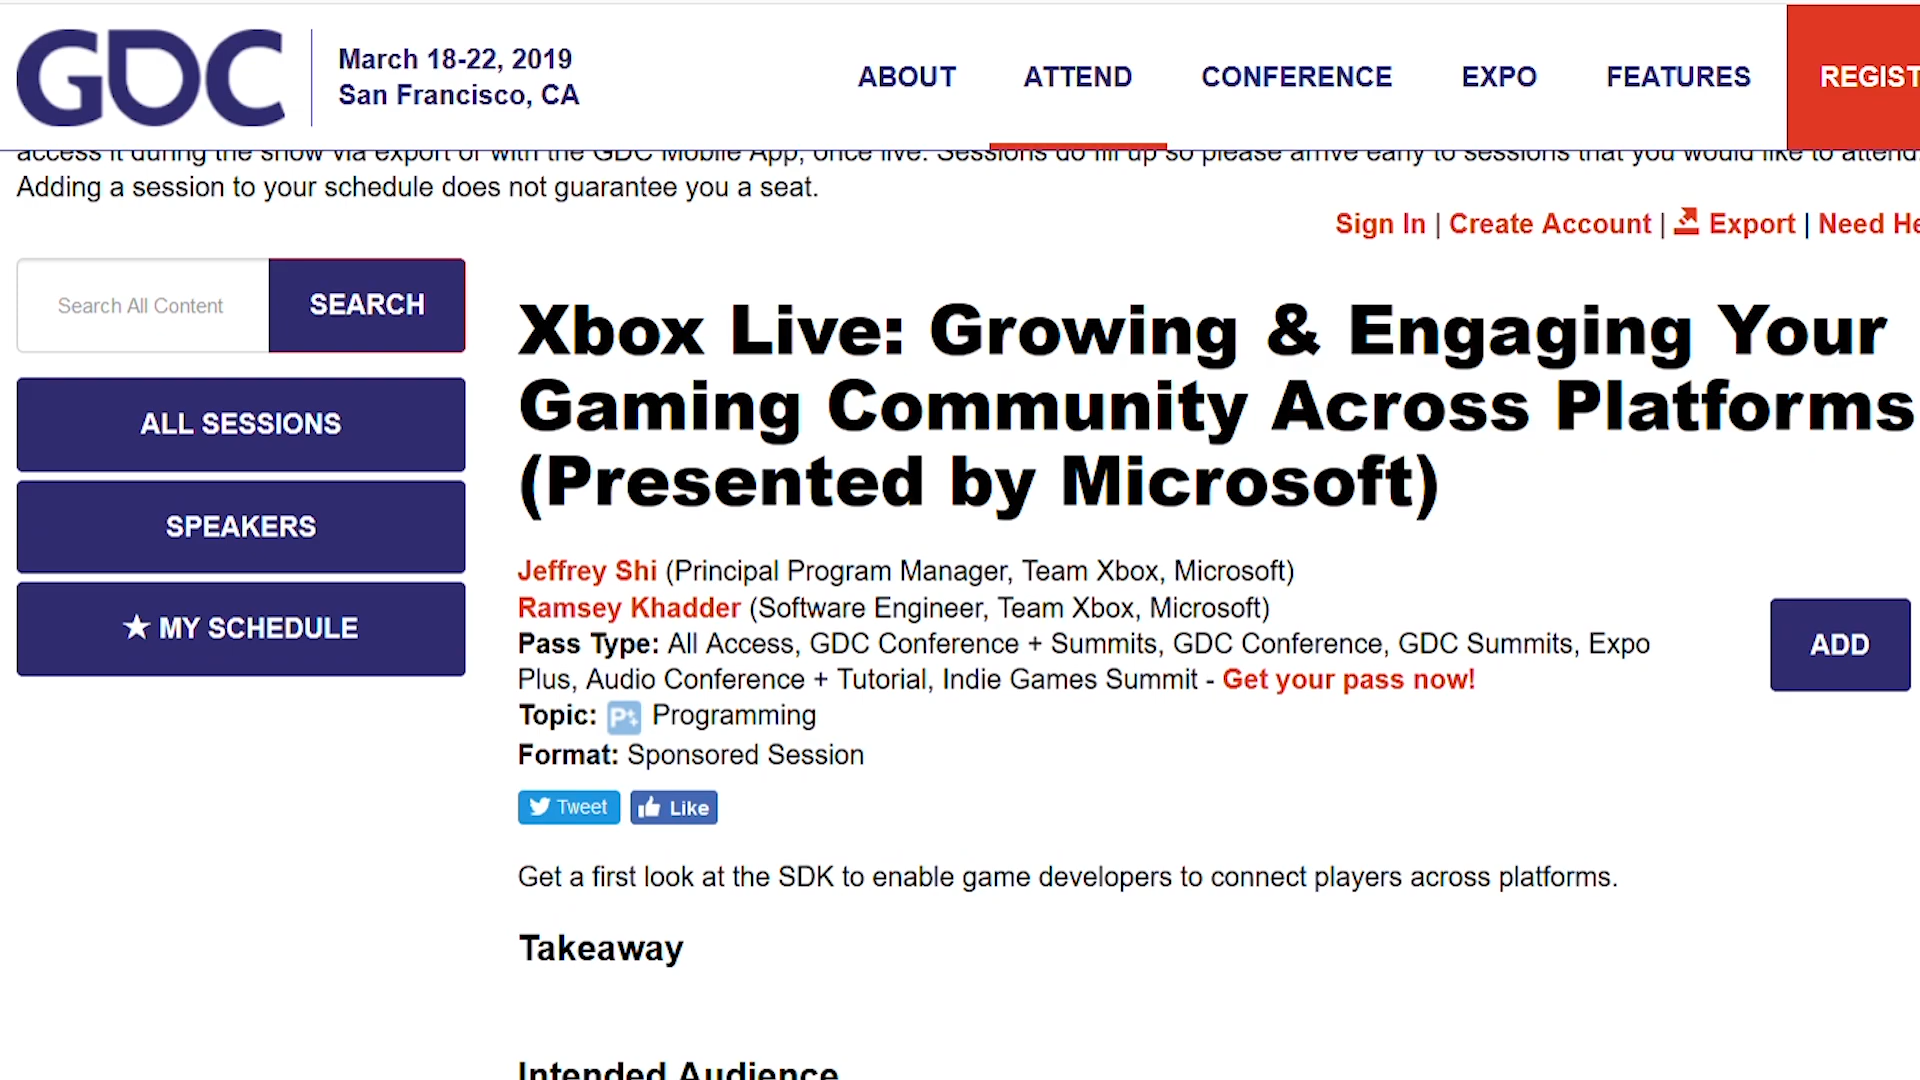 GDC
March 18-22, 2019
San Francisco, CA
ABOUT
ATTEND
CONFERENCE
EXPO
FEATURES
REGIST
access it during the show via export or with the GDC Mobile App, once live. Sessions do fill up so please arrive early to sessions that you would like to attend.
Adding a session to your schedule does not guarantee you a seat.
Sign In | Create Account | Export | Need He
Search All Content
SEARCH
ALL SESSIONS
SPEAKERS
★ MY SCHEDULE
Xbox Live: Growing & Engaging Your
Gaming Community Across Platforms
(Presented by Microsoft)
Jeffrey Shi (Principal Program Manager, Team Xbox, Microsoft)
Ramsey Khadder (Software Engineer, Team Xbox, Microsoft)
Pass Type: All Access, GDC Conference + Summits, GDC Conference, GDC Summits, Expo
Plus, Audio Conference + Tutorial, Indie Games Summit - Get your pass now!
ADD
Topic: P Programming
Format: Sponsored Session
Tweet
Like
Get a first look at the SDK to enable game developers to connect players across platforms.
Takeaway
Intended Audience